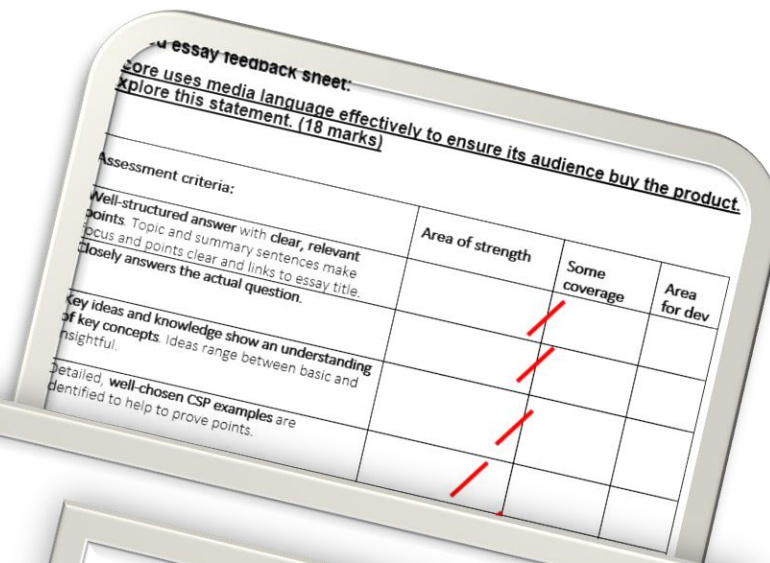 essay feedback sheet:
core uses media language effectively to ensure its audience buy the product.
xplore this statement. (18 marks)
Assessment criteria:
Area of strength
Some
coverage
Area
for dev
Well-structured answer with clear, relevant
points. Topic and summary sentences make
focus and points clear and links to essay title.
Closely answers the actual question.
Key ideas and knowledge show an understanding
of key concepts. Ideas range between basic and
insightful.
Detailed, well-chosen CSP examples are
identified to help to prove points.